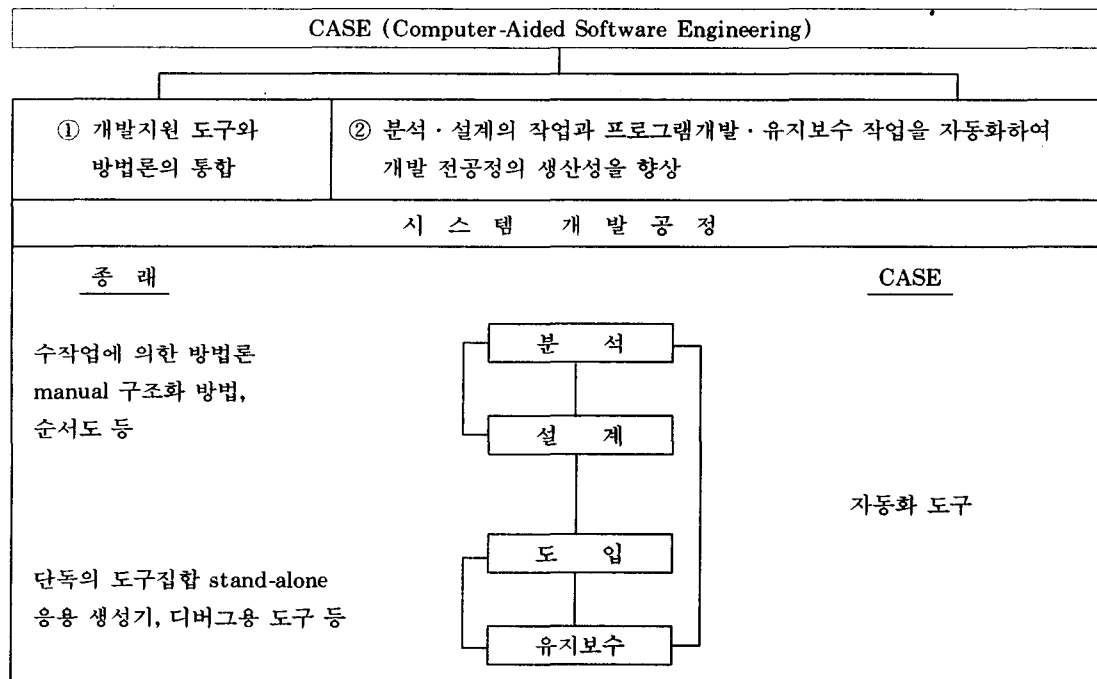 CASE (Computer-Aided Software Engineering)
① 개발지원 도구와
방법론의 통합
② 분석·설계의 작업과 프로그램개발·유지보수 작업을 자동화하여
개발 전공정의 생산성을 향상
시 스 템 개 발 공 정
종 래
CASE
수작업에 의한 방법론
manual 구조화 방법,
순서도 등
분 석
설 계
자동화 도구
도 입
단독의 도구집합 stand-alone
응용 생성기, 디버그용 도구 등
유지보수